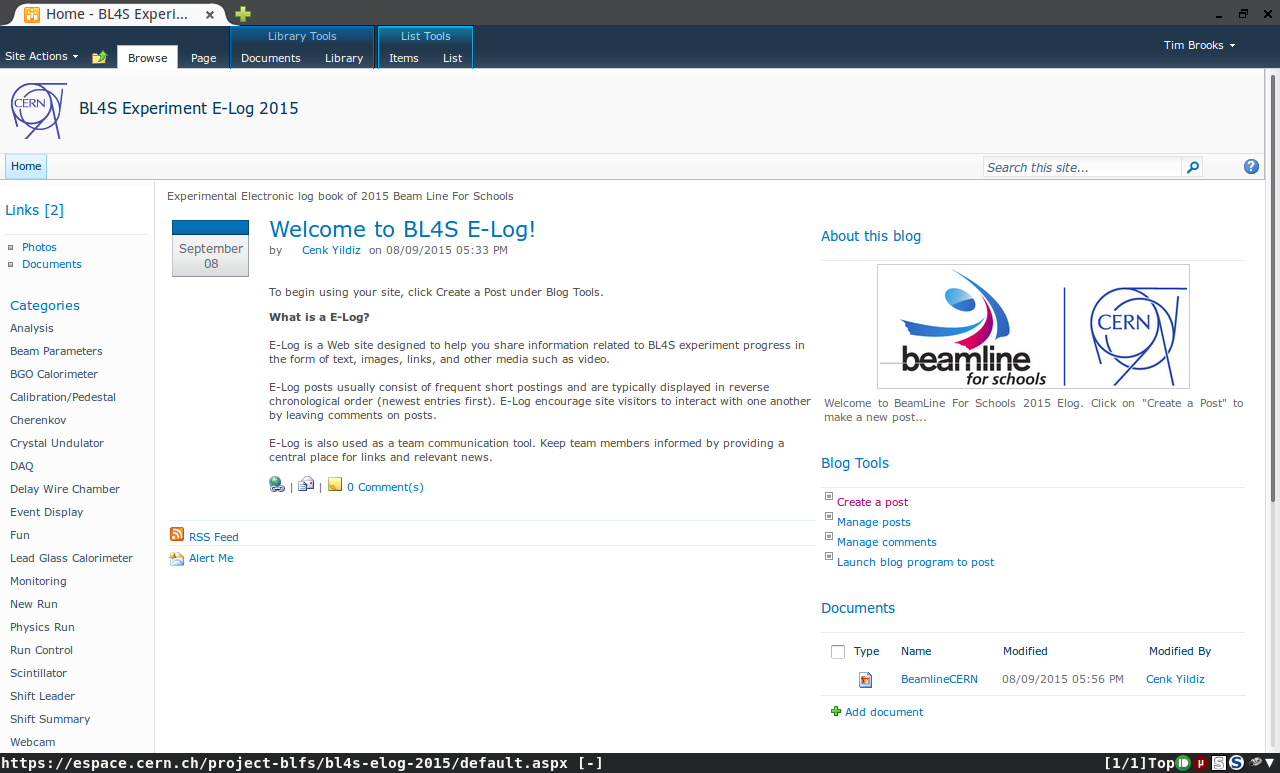 Home - BL4S Experi...
Library Tools
List Tools
Site Actions
Browse
Page
Documents
Library
Items
List
Tim Brooks
CERN
BL4S Experiment E-Log 2015
Home
Search this site...
?
Links [2]
Photos
Documents
Categories
Analysis
Beam Parameters
BGO Calorimeter
Calibration/Pedestal
Cherenkov
Crystal Undulator
DAQ
Delay Wire Chamber
Event Display
Fun
Lead Glass Calorimeter
Monitoring
New Run
Physics Run
Run Control
Scintillator
Shift Leader
Shift Summary
Webcam
Experimental Electronic log book of 2015 Beam Line For Schools
September
08
Welcome to BL4S E-Log!
by Cenk Yildiz on 08/09/2015 05:33 PM
To begin using your site, click Create a Post under Blog Tools.
What is a E-Log?
E-Log is a Web site designed to help you share information related to BL4S experiment progress in
the form of text, images, links, and other media such as video.
E-Log posts usually consist of frequent short postings and are typically displayed in reverse
chronological order (newest entries first). E-Log encourage site visitors to interact with one another
by leaving comments on posts.
E-Log is also used as a team communication tool. Keep team members informed by providing a
central place for links and relevant news.
| | 0 Comment(s)
RSS Feed
Alert Me
About this blog
beamline
for schools
CERN
Welcome to BeamLine For Schools 2015 Elog. Click on "Create a Post" to
make a new post...
Blog Tools
Create a post
Manage posts
Manage comments
Launch blog program to post
Documents
Type Name Modified Modified By
BeamlineCERN 08/09/2015 05:56 PM Cenk Yildiz
Add document
https://espace.cern.ch/project-blfs/bl4s-elog-2015/default.aspx [-]
[1/1]Top